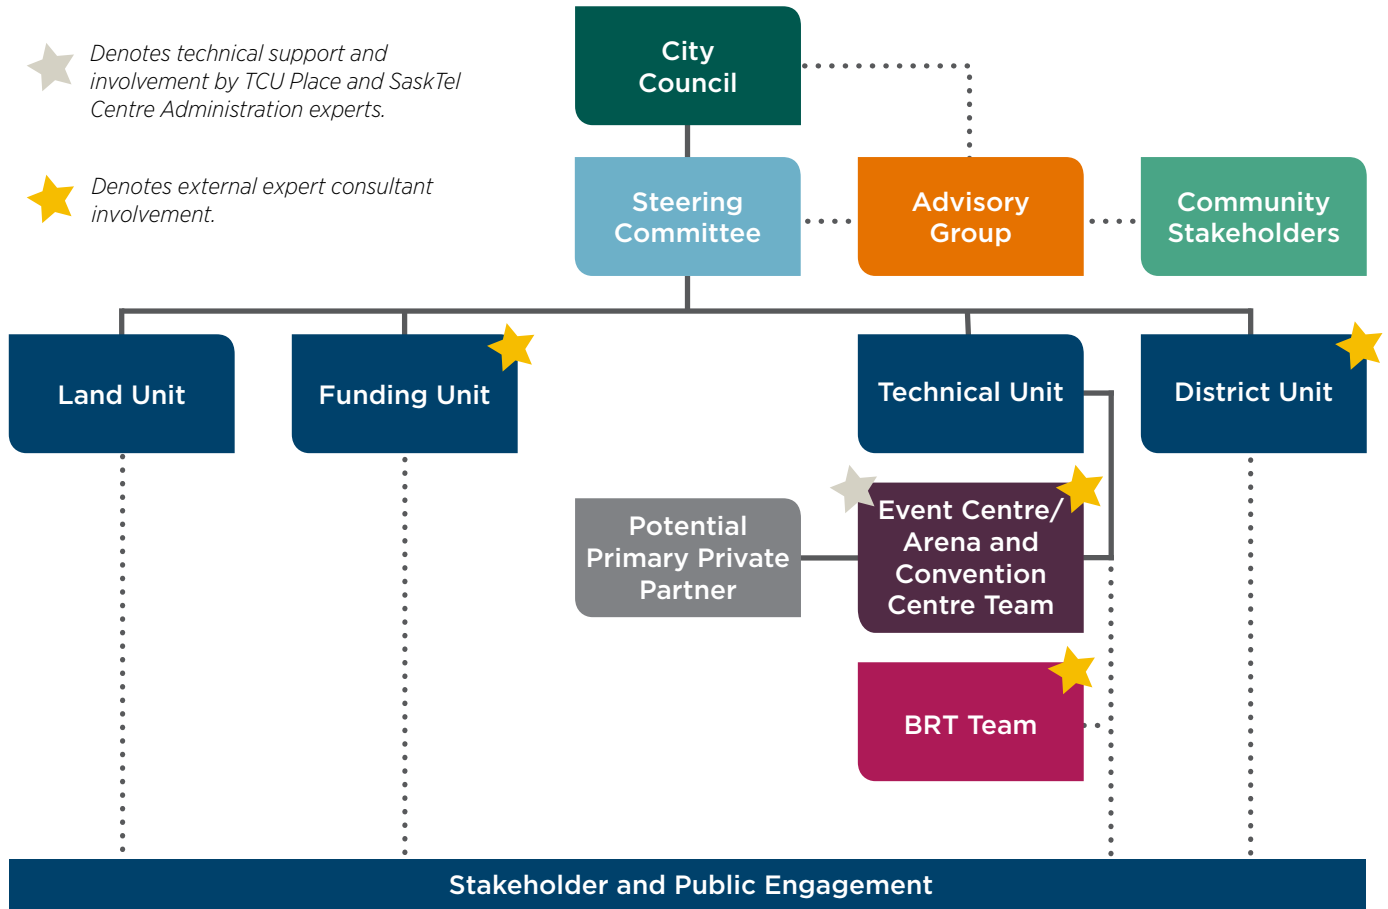 Denotes technical support and
involvement by TCU Place and SaskTel
Centre Administration experts.
Denotes external expert consultant
involvement.
City
Council
Steering
Committee
Advisory
Group
Community
Stakeholders
Land Unit
Funding Unit
Technical Unit
District Unit
Potential
Primary Private
Partner
Event Centre/
Arena and
Convention
Centre Team
BRT Team
Stakeholder and Public Engagement